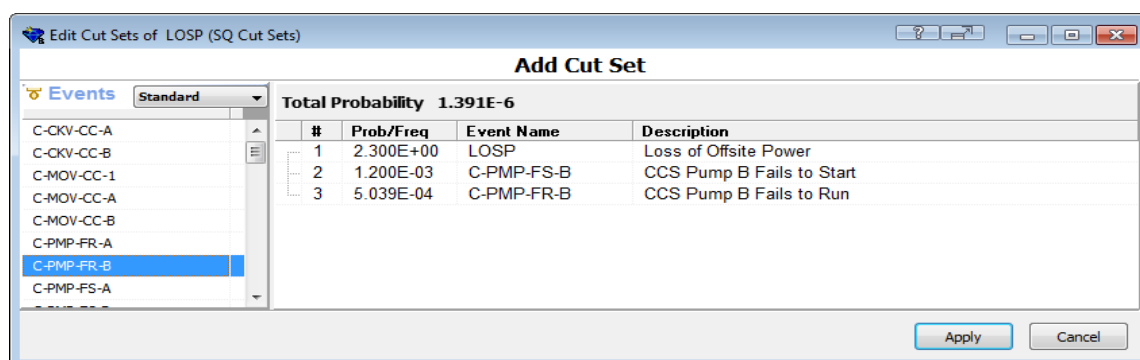 Edit Cut Sets of LOSP (SQ Cut Sets)
Add Cut Set
Events Standard
Total Probability 1.391E-6
# Prob/Freq Event Name Description
1 2.300E+00 LOSP Loss of Offsite Power
2 1.200E-03 C-PMP-FS-B CCS Pump B Fails to Start
3 5.039E-04 C-PMP-FR-B CCS Pump B Fails to Run
C-CKV-CC-A
C-CKV-CC-B
C-MOV-CC-1
C-MOV-CC-A
C-MOV-CC-B
C-PMP-FR-A
C-PMP-FR-B
C-PMP-FS-A
Apply Cancel